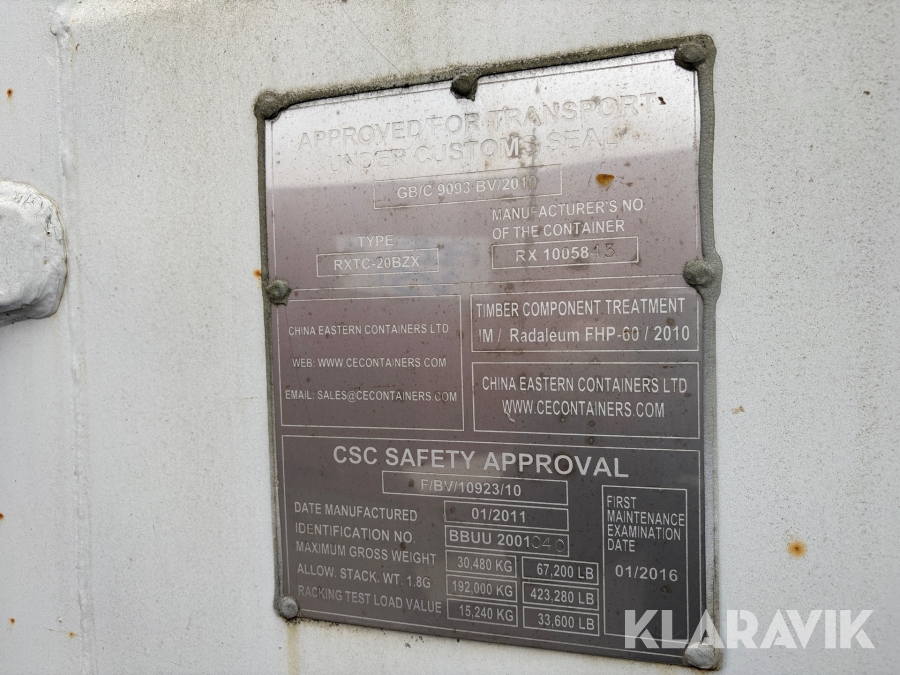 APPROVED FOR TRANSPORT
UNDER CUSTOMS SEAL
GB/C 9093 BV/2010
TYPE
RXTC-20BZX
MANUFACTURER'S NO.
OF THE CONTAINER
RX 1005843
CHINA EASTERN CONTAINERS LTD
WEB: WWW.CECONTAINERS.COM
EMAIL: SALES@CECONTAINERS.COM
TIMBER COMPONENT TREATMENT
IM / Radaleum FHP-60 / 2010
CHINA EASTERN CONTAINERS LTD
WWW.CECONTAINERS.COM
CSC SAFETY APPROVAL
F/BV/10923/10
DATE MANUFACTURED 01/2011
IDENTIFICATION NO. BBUU 2001040
MAXIMUM GROSS WEIGHT 30,480 KG 67,200 LB
ALLOW. STACK. WT. 1.8G 192,000 KG 423,280 LB
RACKING TEST LOAD VALUE 15,240 KG 33,600 LB
FIRST
MAINTENANCE
EXAMINATION
DATE
01/2016
KLARAVIK